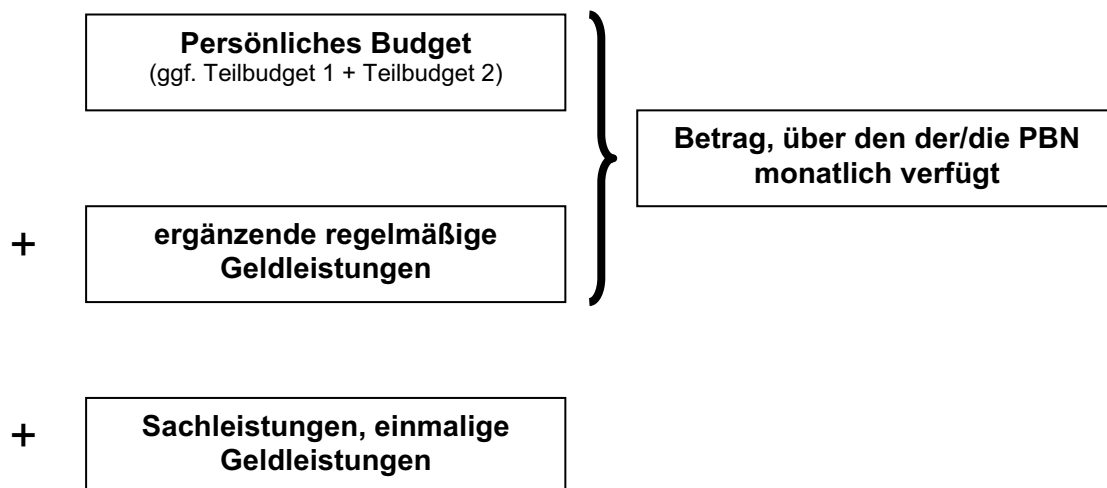 Persönliches Budget
(ggf. Teilbudget 1 + Teilbudget 2)
Betrag, über den der/die PBN
monatlich verfügt
+
ergänzende regelmäßige
Geldleistungen
+
Sachleistungen, einmalige
Geldleistungen